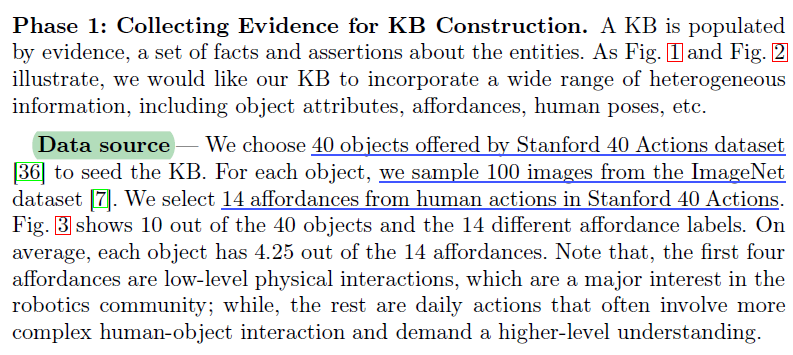 Phase 1: Collecting Evidence for KB Construction. A KB is populated
by evidence, a set of facts and assertions about the entities. As Fig. 1 and Fig. 2
illustrate, we would like our KB to incorporate a wide range of heterogeneous
information, including object attributes, affordances, human poses, etc.
Data source — We choose 40 objects offered by Stanford 40 Actions dataset
[36] to seed the KB. For each object, we sample 100 images from the ImageNet
dataset [7]. We select 14 affordances from human actions in Stanford 40 Actions.
Fig. 3 shows 10 out of the 40 objects and the 14 different affordance labels. On
average, each object has 4.25 out of the 14 affordances. Note that, the first four
affordances are low-level physical interactions, which are a major interest in the
robotics community; while, the rest are daily actions that often involve more
complex human-object interaction and demand a higher-level understanding.